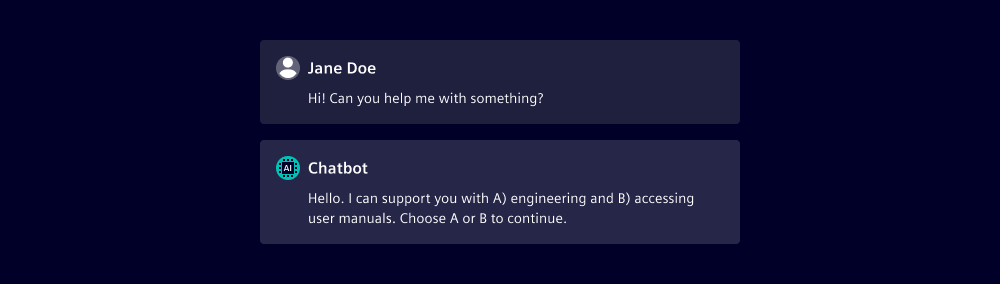 Jane Doe
Hi! Can you help me with something?
AI
Chatbot
Hello. I can support you with A) engineering and B) accessing
user manuals. Choose A or B to continue.